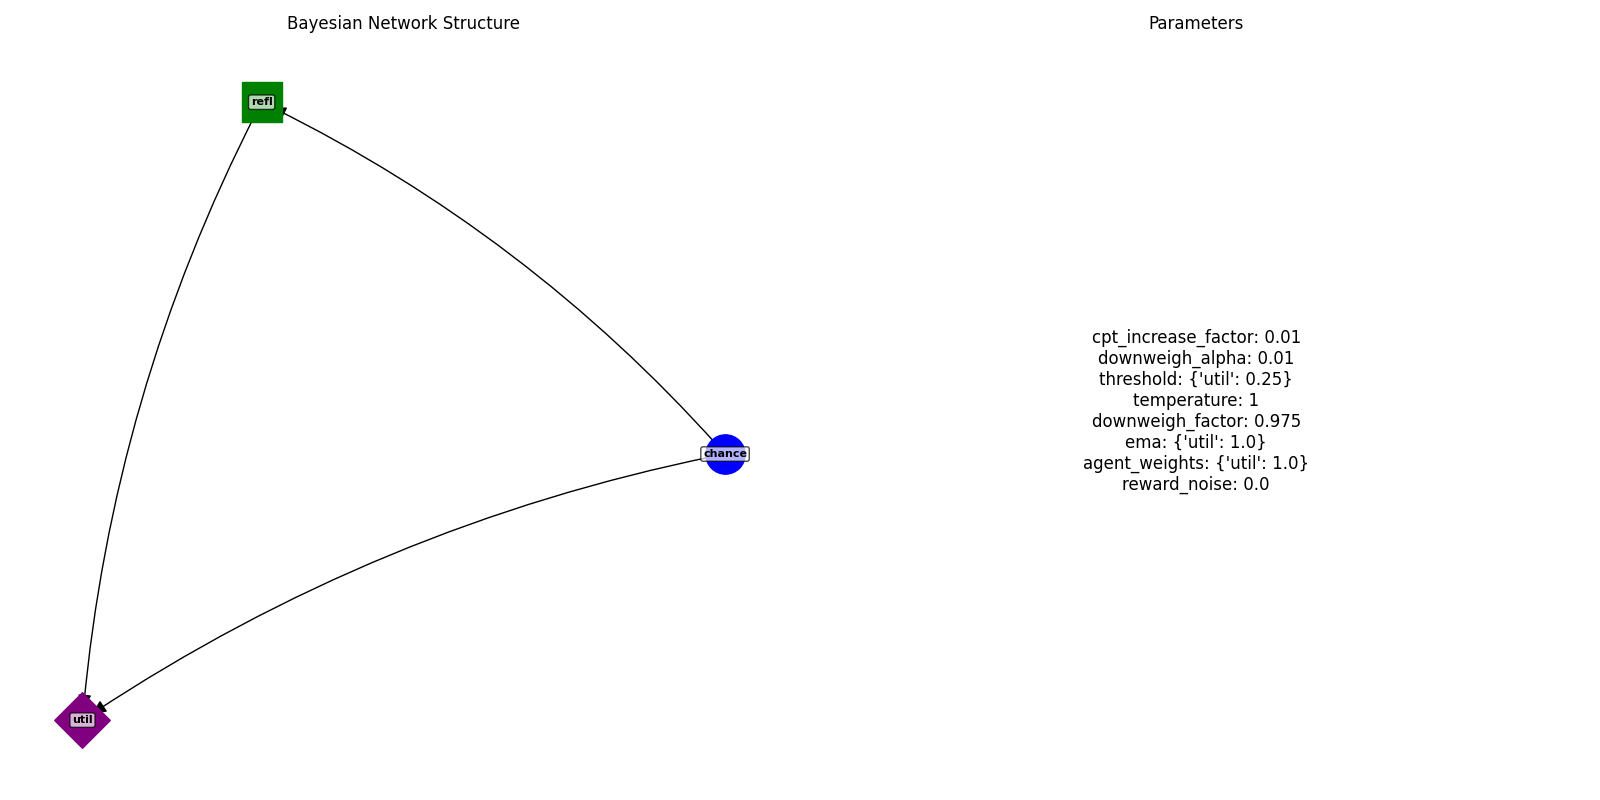 Bayesian Network Structure
Parameters
refl
chance
util
cpt_increase_factor: 0.01
downweigh_alpha: 0.01
threshold: {'util': 0.25}
temperature: 1
downweigh_factor: 0.975
ema: {'util': 1.0}
agent_weights: {'util': 1.0}
reward_noise: 0.0